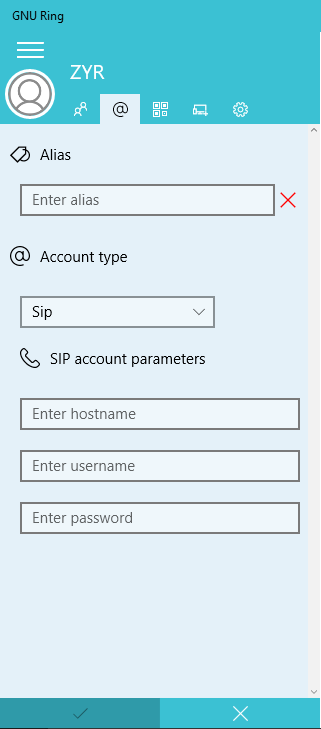 GNU Ring
ZYR
Alias
Enter alias
Account type
Sip
SIP account parameters
Enter hostname
Enter username
Enter password